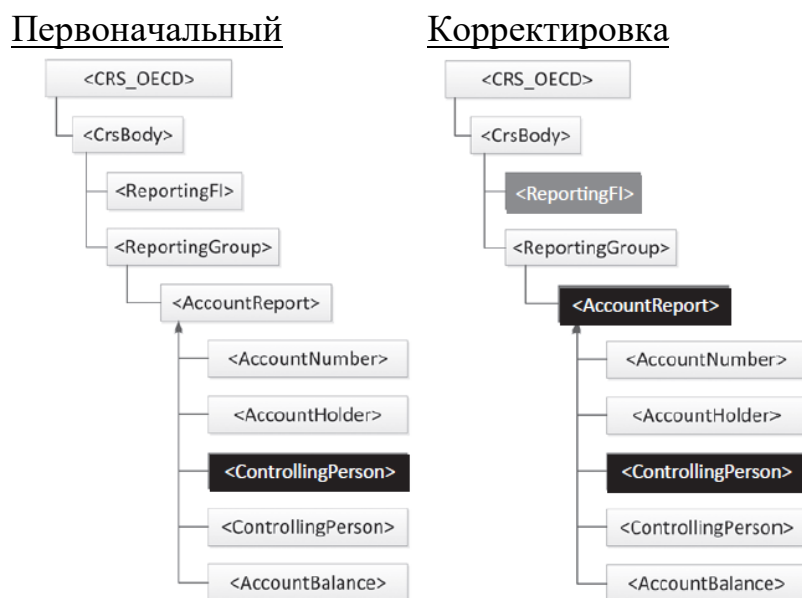 Первоначальный
<CRS_OECD>
<CrsBody>
<ReportingFI>
<ReportingGroup>
<AccountReport>
<AccountNumber>
<AccountHolder>
<ControllingPerson>
<ControllingPerson>
<AccountBalance>
Корректировка
<CRS_OECD>
<CrsBody>
<ReportingFI>
<ReportingGroup>
<AccountReport>
<AccountNumber>
<AccountHolder>
<ControllingPerson>
<ControllingPerson>
<AccountBalance>